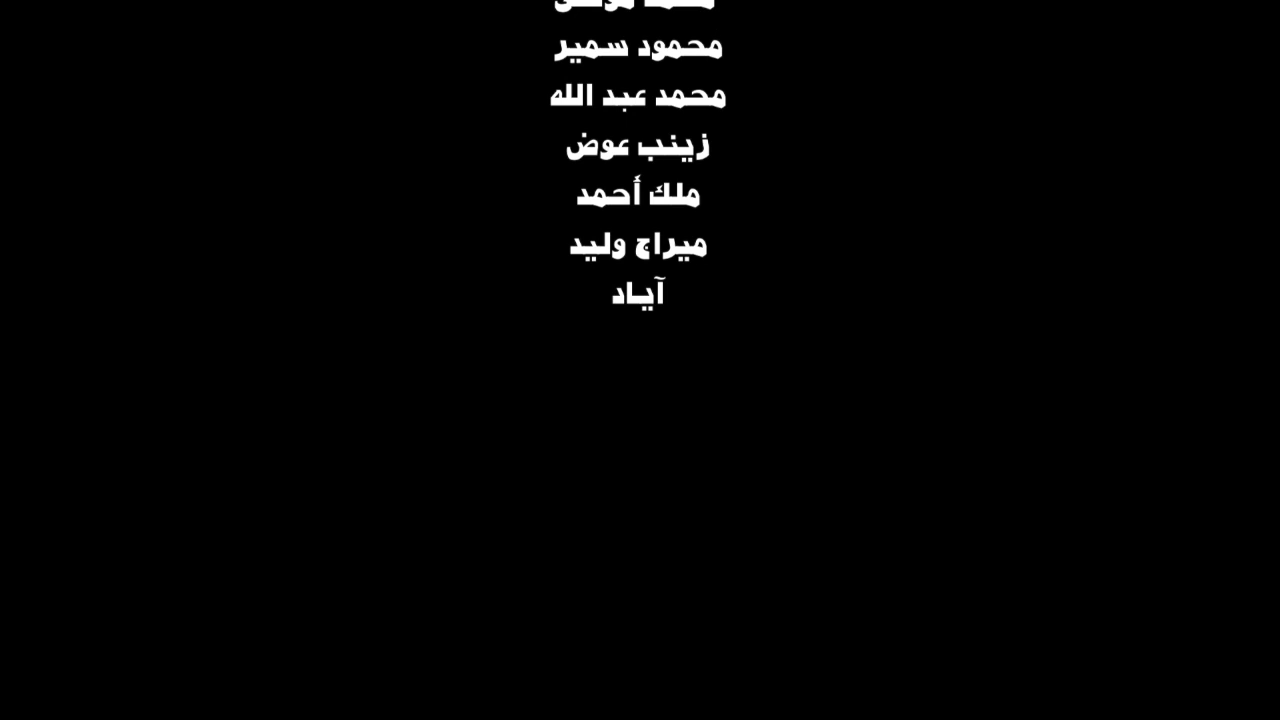 محمود سمير
محمد عبد الله
زينب عوض
ملك أحمد
ميراج وليد
آياد